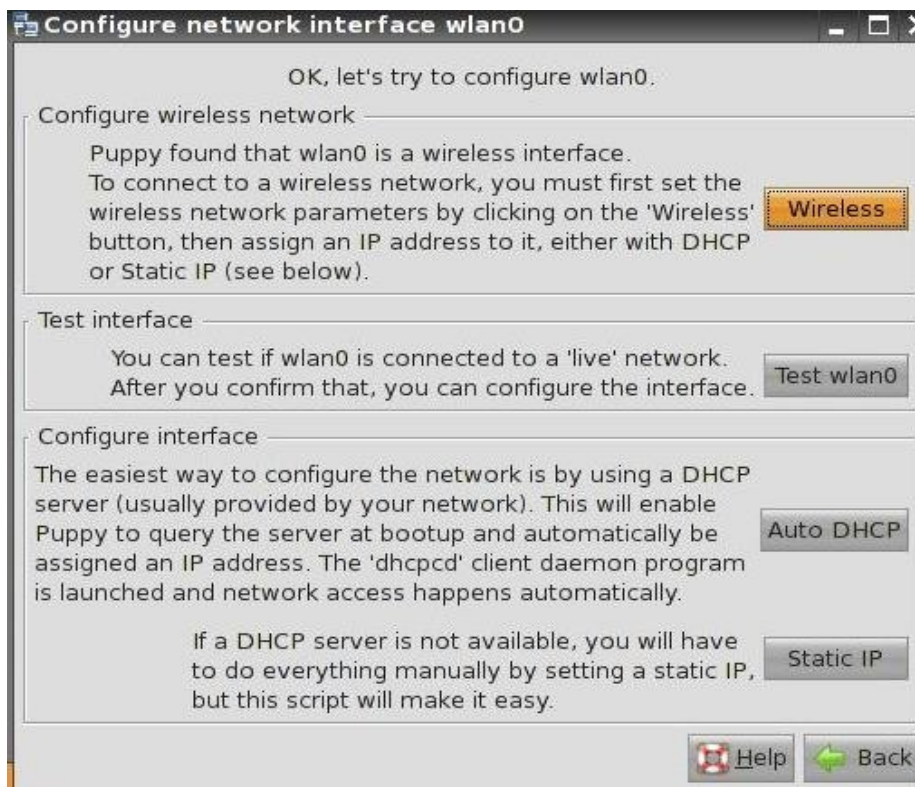 Configure network interface wlan0
OK, let's try to configure wlan0.
Configure wireless network
Puppy found that wlan0 is a wireless interface.
To connect to a wireless network, you must first set the
wireless network parameters by clicking on the 'Wireless'
button, then assign an IP address to it, either with DHCP
or Static IP (see below).
Wireless
Test interface
You can test if wlan0 is connected to a 'live' network.
After you confirm that, you can configure the interface.
Test wlan0
Configure interface
The easiest way to configure the network is by using a DHCP
server (usually provided by your network). This will enable
Puppy to query the server at bootup and automatically be
assigned an IP address. The 'dhcpcd' client daemon program
is launched and network access happens automatically.
Auto DHCP
If a DHCP server is not available, you will have
to do everything manually by setting a static IP,
but this script will make it easy.
Static IP
Help
Back